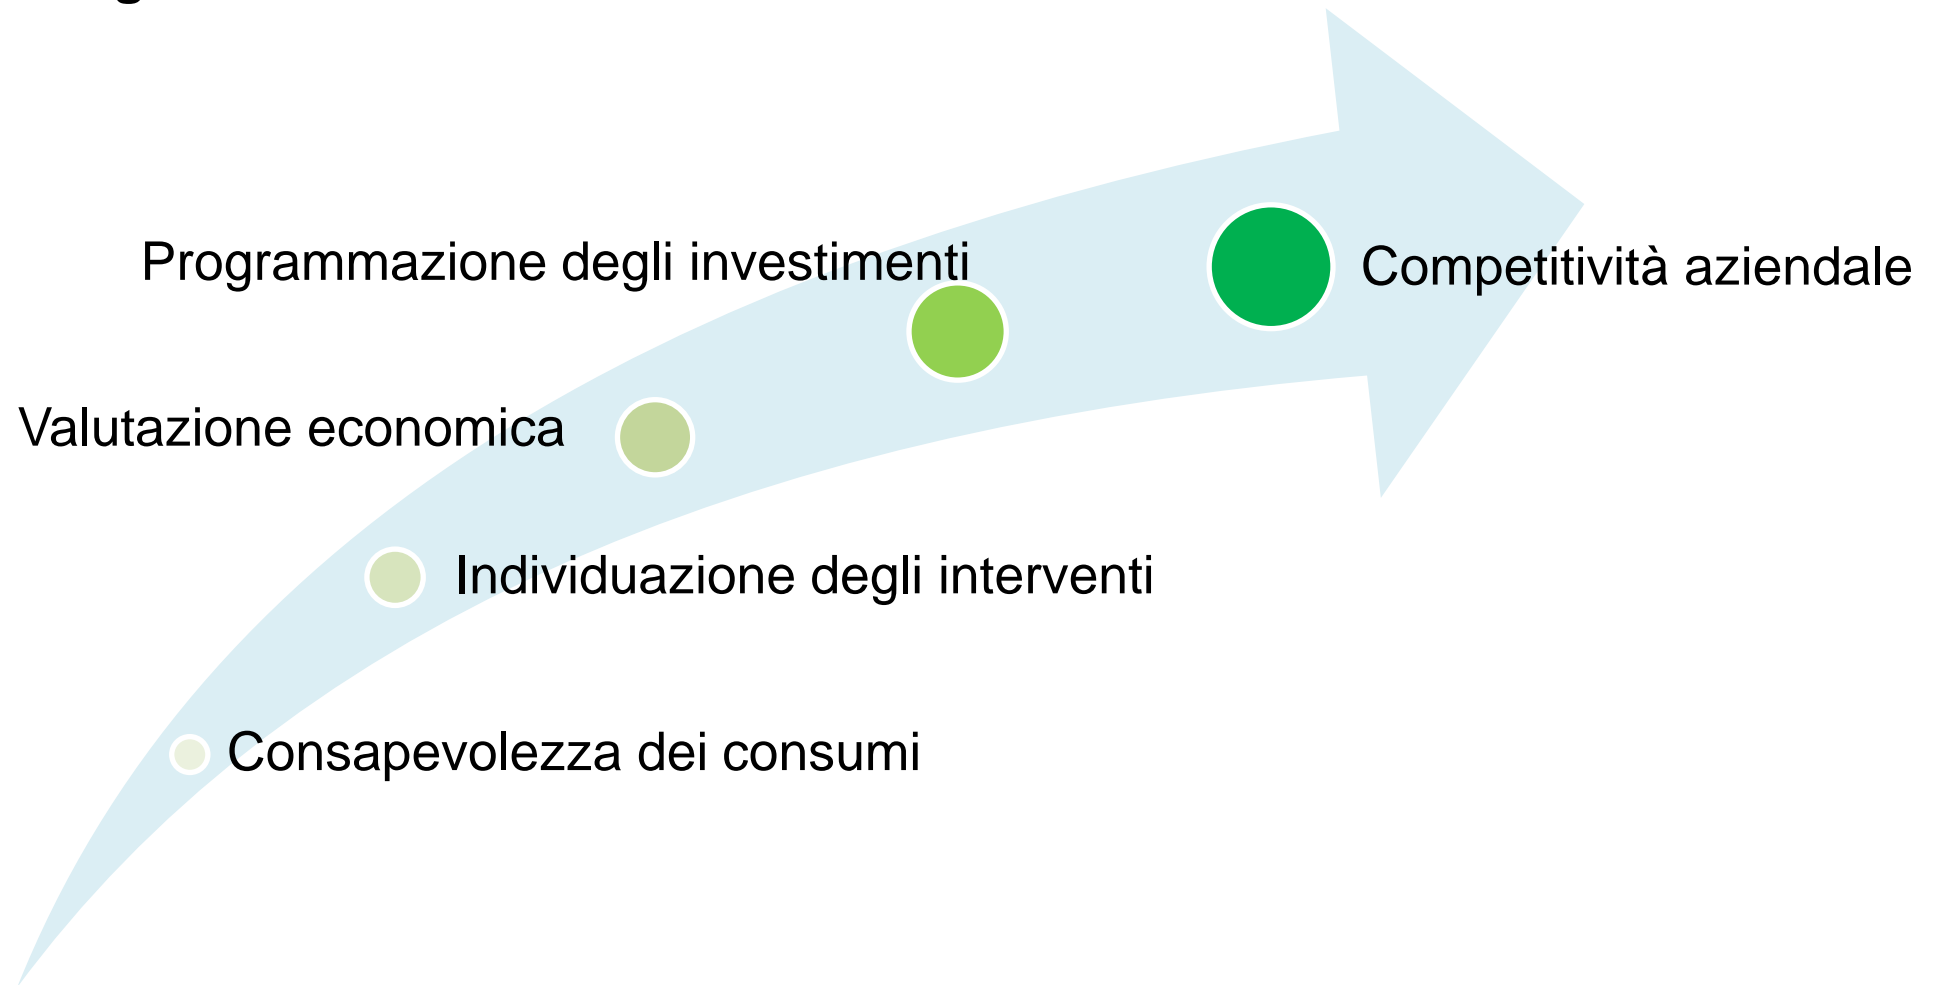 Programmazione degli investimenti
Competitività aziendale
Valutazione economica
Individuazione degli interventi
Consapevolezza dei consumi